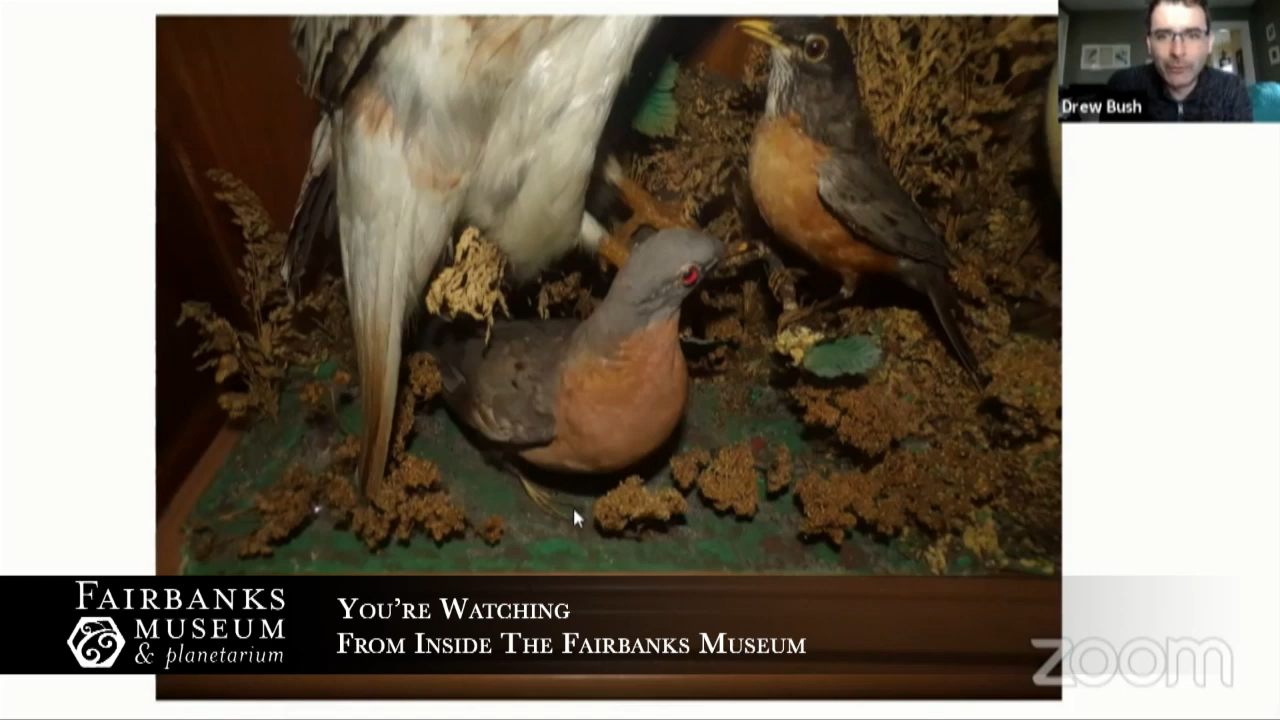 Drew Bush
FAIRBANKS
MUSEUM
& planetarium
YOU'RE WATCHING
FROM INSIDE THE FAIRBANKS MUSEUM
zoom